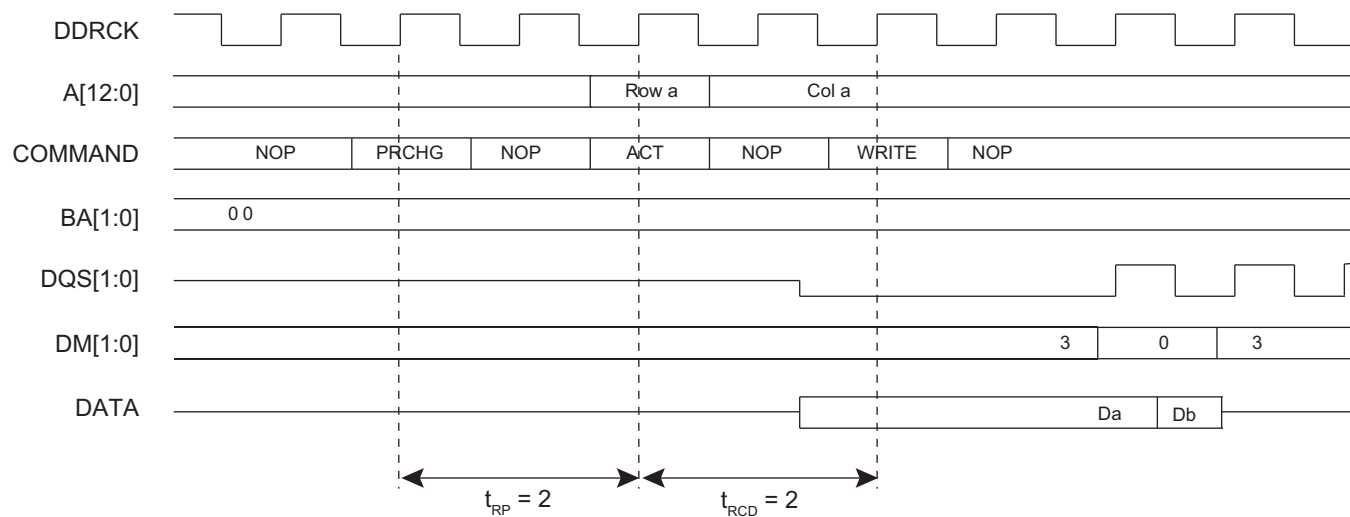 DDRCK
A[12:0] Row a Col a
COMMAND NOP PRCHG NOP ACT NOP WRITE NOP
BA[1:0] 0 0
DQS[1:0]
DM[1:0] 3 0 3
DATA Da Db
tRP = 2 tRCD = 2